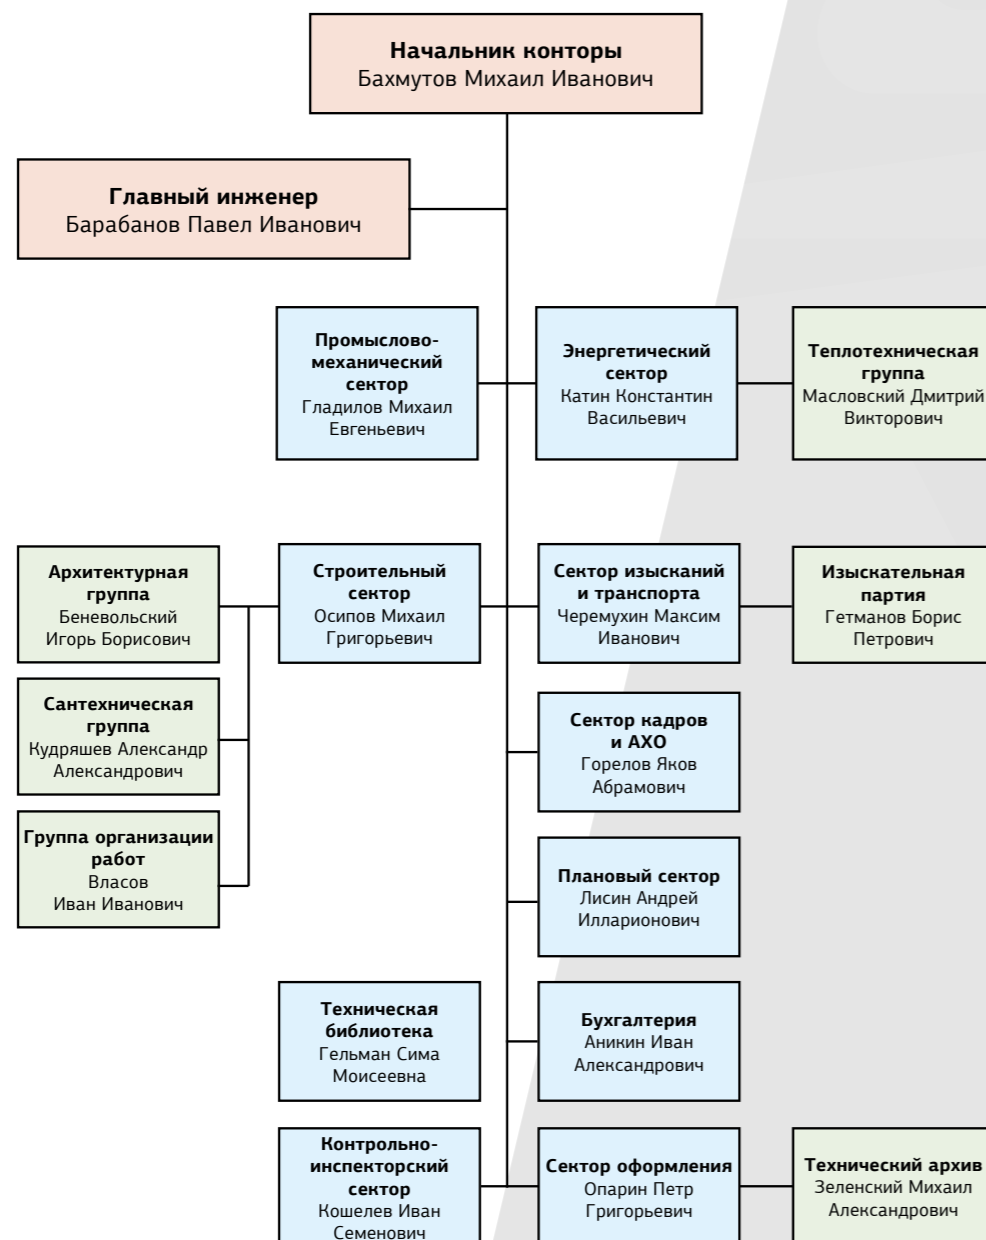 Начальник конторы
Бахмутов Михаил Иванович
Главный инженер
Барабанов Павел Иванович
Промыслово-
механический
сектор
Гладилов Михаил
Евгеньевич
Энергетический
сектор
Катин Константин
Васильевич
Теплотехническая
группа
Масловский Дмитрий
Викторович
Архитектурная
группа
Беневольский
Игорь Борисович
Строительный
сектор
Осипов Михаил
Григорьевич
Сектор изысканий
и транспорта
Черемухин Максим
Иванович
Изыскательная
партия
Гетманов Борис
Петрович
Сантехническая
группа
Кудряшев Александр
Александрович
Сектор кадров
и АХО
Горелов Яков
Абрамович
Группа организации
работ
Власов
Иван Иванович
Плановый сектор
Лисин Андрей
Илларионович
Техническая
библиотека
Гельман Сима
Моисеевна
Бухгалтерия
Аникин Иван
Александрович
Контрольно-
инспекторский
сектор
Кошелев Иван
Семенович
Сектор оформления
Опарин Петр
Григорьевич
Технический архив
Зеленский Михаил
Александрович